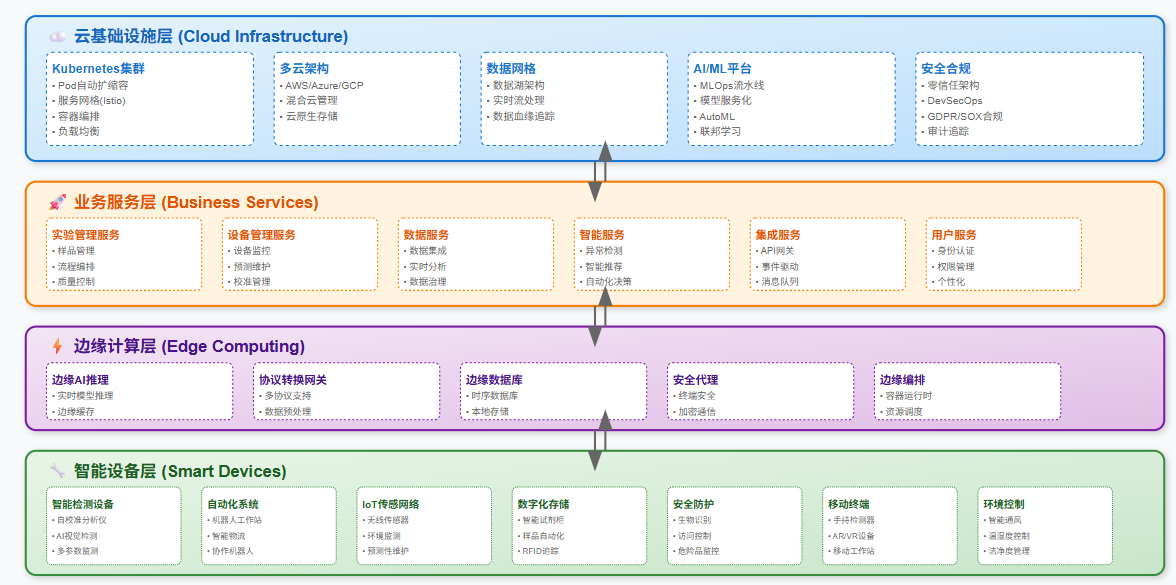 云基础设施层 (Cloud Infrastructure)
Kubernetes集群
• Pod自动扩缩容
• 服务网格(Istio)
• 容器编排
• 负载均衡
多云架构
• AWS/Azure/GCP
• 混合云管理
• 云原生存储
数据网格
• 数据湖架构
• 实时流处理
• 数据血缘追踪
AI/ML平台
• MLOps流水线
• 模型服务化
• AutoML
• 联邦学习
安全合规
• 零信任架构
• DevSecOps
• GDPR/SOX合规
• 审计追踪
业务服务层 (Business Services)
实验管理服务
• 样品管理
• 流程编排
• 质量控制
设备管理服务
• 设备监控
• 预测维护
• 校准管理
数据服务
• 数据集成
• 实时分析
• 数据治理
智能服务
• 异常检测
• 智能推荐
• 自动化决策
集成服务
• API网关
• 事件驱动
• 消息队列
用户服务
• 身份认证
• 权限管理
• 个性化
边缘计算层 (Edge Computing)
边缘AI推理
• 实时模型推理
• 边缘缓存
协议转换网关
• 多协议支持
• 数据预处理
边缘数据库
• 时序数据库
• 本地存储
安全代理
• 终端安全
• 加密通信
边缘编排
• 容器运行时
• 资源调度
智能设备层 (Smart Devices)
智能检测设备
• 自校准分析仪
• AI视觉检测
• 多参数监测
自动化系统
• 机器人工作站
• 智能物流
• 协作机器人
IoT传感网络
• 无线传感器
• 环境监测
• 预测性维护
数字化存储
• 智能试剂柜
• 样品自动化
• RFID追踪
安全防护
• 生物识别
• 访问控制
• 危险品监控
移动终端
• 手持检测器
• AR/VR设备
• 移动工作站
环境控制
• 智能通风
• 温湿度控制
• 洁净度管理